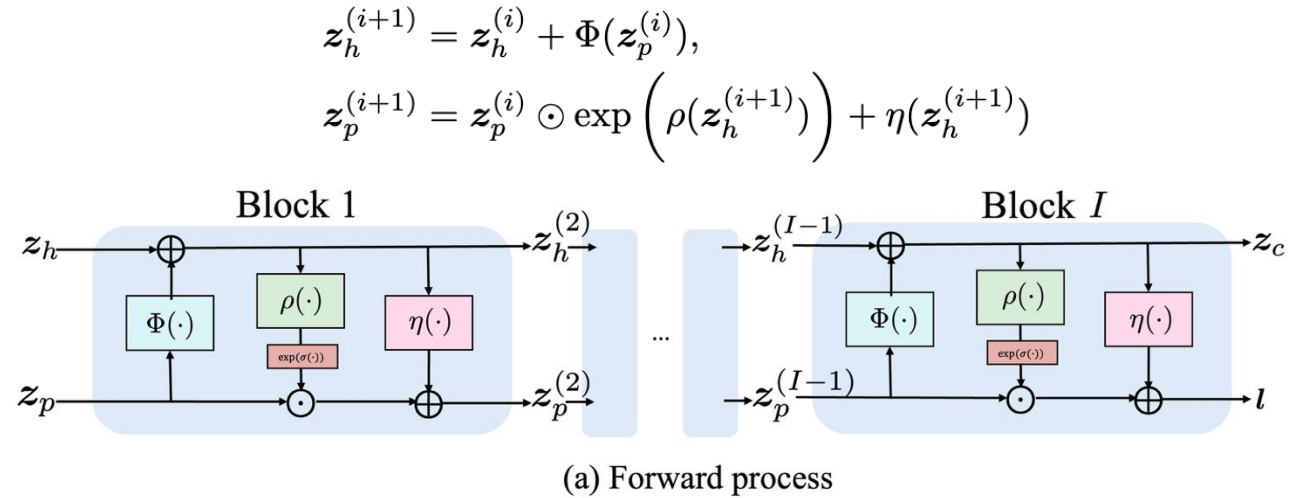 z_h^{(i+1)} = z_h^{(i)} + Φ(z_p^{(i)}),
z_p^{(i+1)} = z_p^{(i)} ⊙ exp(ρ(z_h^{(i+1)})) + η(z_h^{(i+1)})
Block 1
Block I
z_h
z_h^{(2)}
z_h^{(I-1)}
z_c
Φ(·)
ρ(·)
η(·)
exp(σ(·))
...
Φ(·)
ρ(·)
η(·)
exp(σ(·))
z_p
z_p^{(2)}
z_p^{(I-1)}
l
(a) Forward process